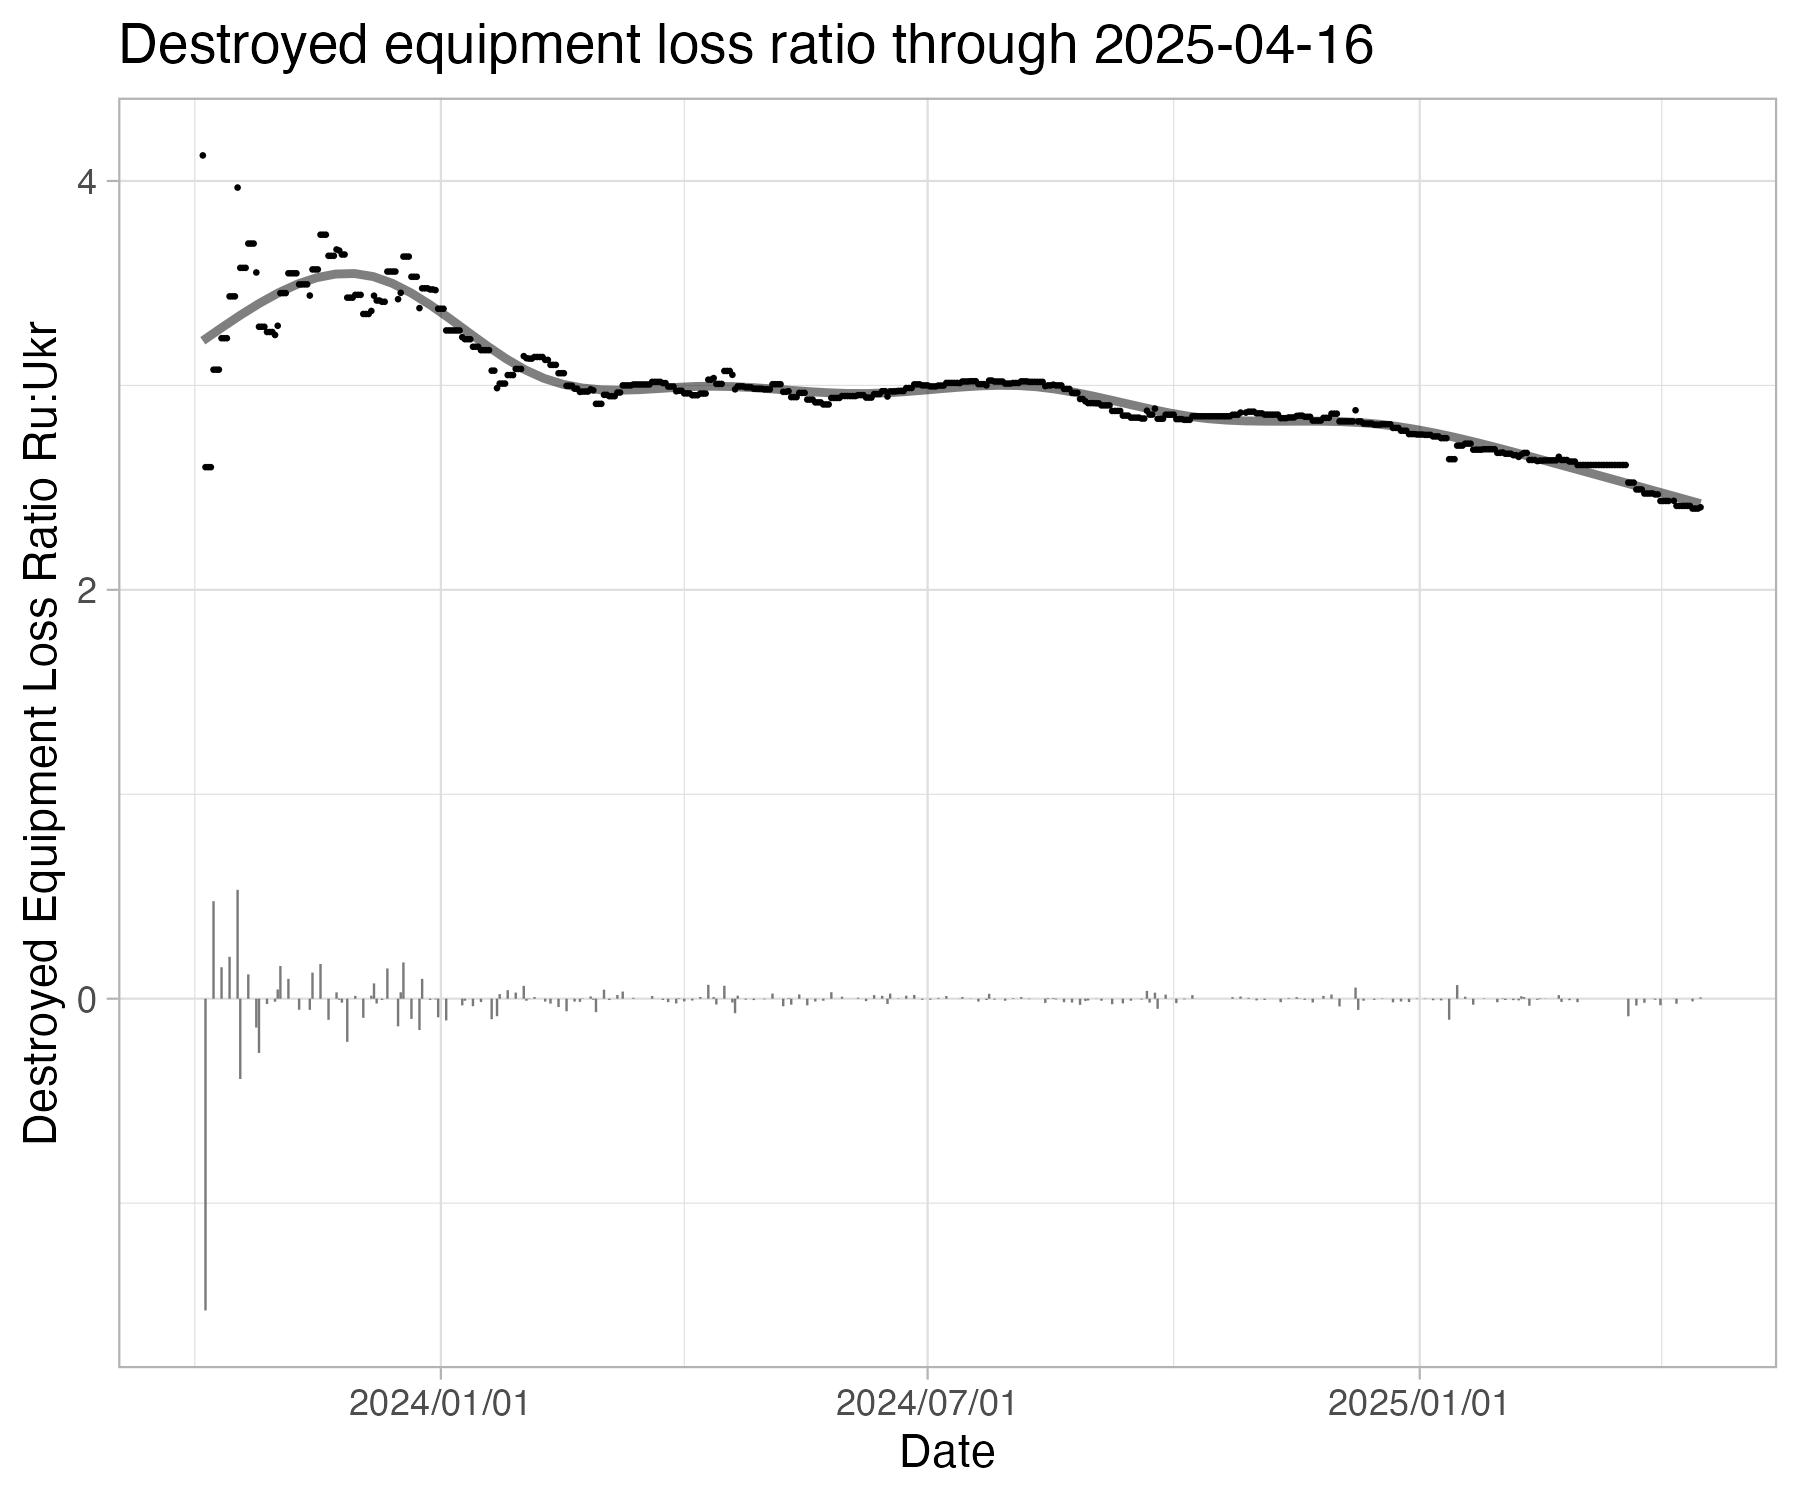 Destroyed equipment loss ratio through 2025-04-16
Destroyed Equipment Loss Ratio Ru:Ukr
4
2
0
2024/01/01
2024/07/01
2025/01/01
Date